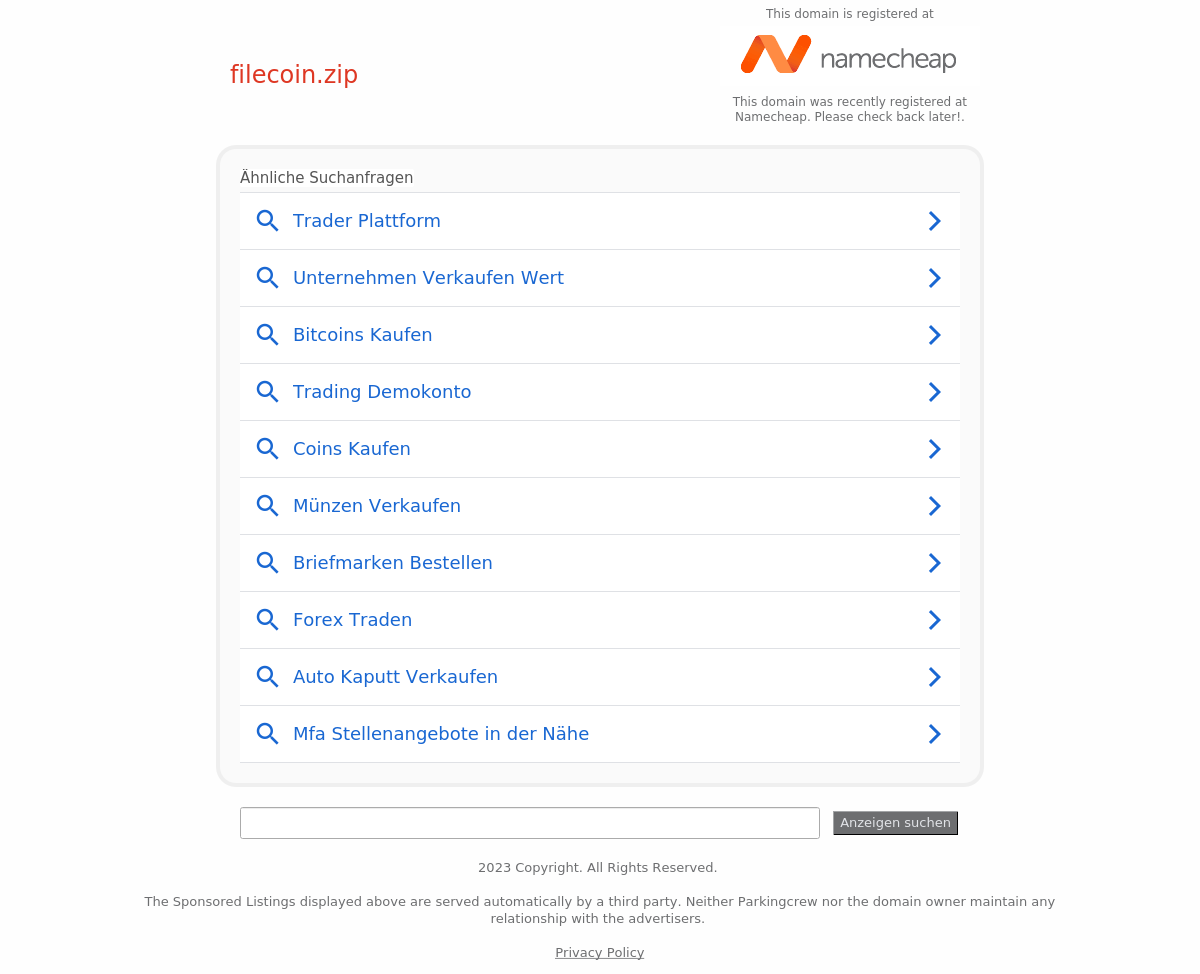 This domain is registered at
namecheap
filecoin.zip
This domain was recently registered at
Namecheap. Please check back later!.
Ähnliche Suchanfragen
Trader Plattform
Unternehmen Verkaufen Wert
Bitcoins Kaufen
Trading Demokonto
Coins Kaufen
Münzen Verkaufen
Briefmarken Bestellen
Forex Traden
Auto Kaputt Verkaufen
Mfa Stellenangebote in der Nähe
Anzeigen suchen
2023 Copyright. All Rights Reserved.
The Sponsored Listings displayed above are served automatically by a third party. Neither Parkingcrew nor the domain owner maintain any
relationship with the advertisers.
Privacy Policy